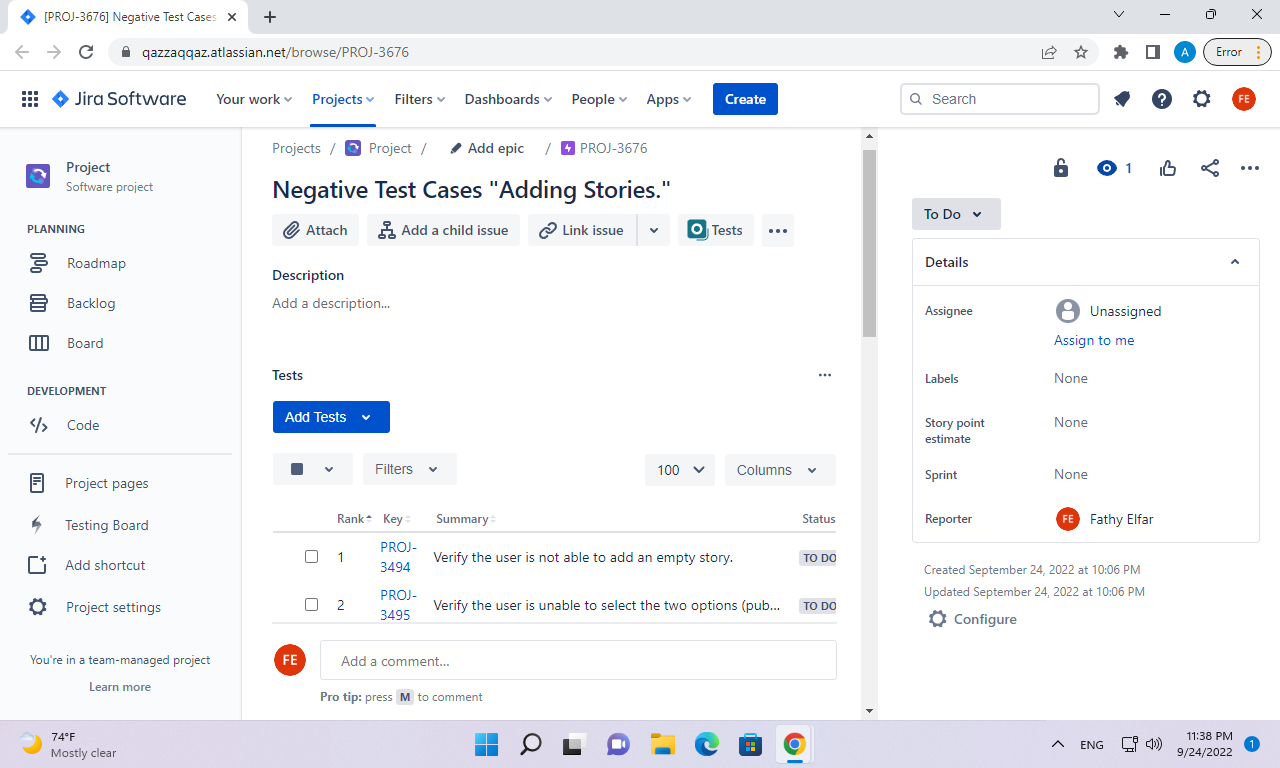 [PROJ-3676] Negative Test Cases
qazzaqqaz.atlassian.net/browse/PROJ-3676
A
Error
Jira Software
Your work
Projects
Filters
Dashboards
People
Apps
Create
Search
FE
Project
Software project
PLANNING
Roadmap
Backlog
Board
DEVELOPMENT
Code
Project pages
Testing Board
Add shortcut
Project settings
You're in a team-managed project
Learn more
Projects / Project / Add epic / PROJ-3676
Negative Test Cases "Adding Stories."
Attach
Add a child issue
Link issue
Tests
Description
Add a description...
Tests
Add Tests
Filters
100
Columns
Rank Key Summary Status
1 PROJ-3494 Verify the user is not able to add an empty story. TO DO
2 PROJ-3495 Verify the user is unable to select the two options (pub... TO DO
FE
Add a comment...
Pro tip: press M to comment
1
To Do
Details
Assignee
Unassigned
Assign to me
Labels
None
Story point estimate
None
Sprint
None
Reporter
FE Fathy Elfar
Created September 24, 2022 at 10:06 PM
Updated September 24, 2022 at 10:06 PM
Configure
74°F
Mostly clear
ENG
11:38 PM
9/24/2022
1